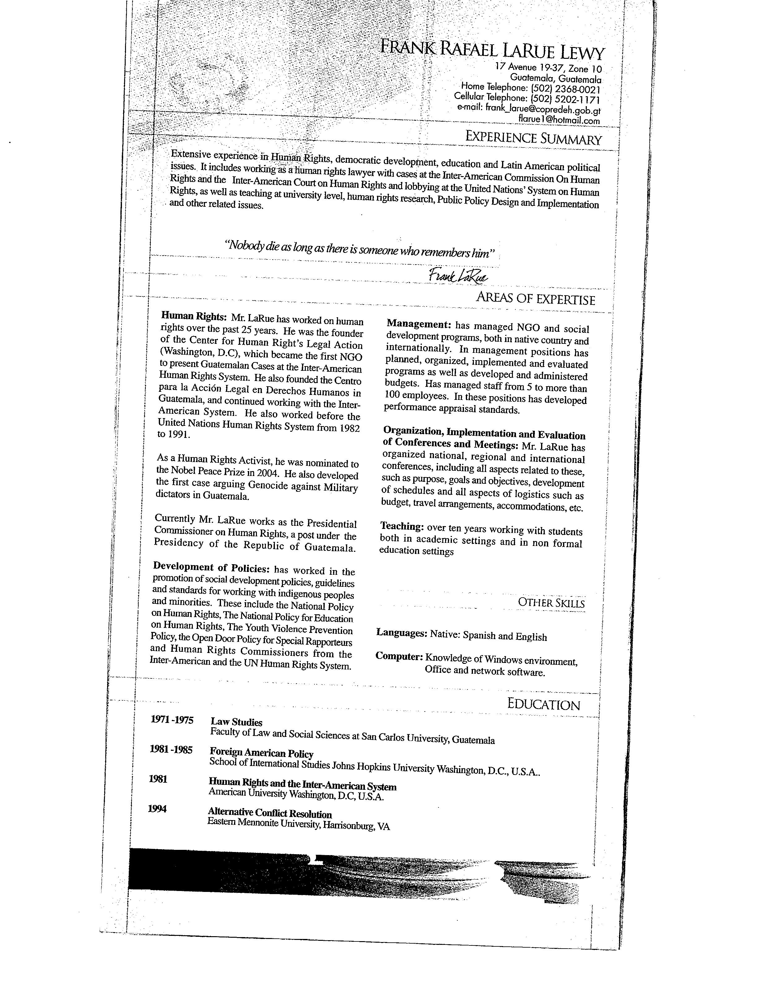 FRANK RAFAEL LARUE LEWY
17 Avenue 19-37, Zone 10
Guatemala, Guatemala
Home Telephone: (502) 2368-0021
Cellular Telephone: (502) 5202-1171
e-mail: frank_larue@copredeh.gob.gt
flarue1@hotmail.com
EXPERIENCE SUMMARY
Extensive experience in Human Rights, democratic development, education and Latin American political
issues. It includes working as a human rights lawyer with cases at the Inter-American Commission On Human
Rights and the Inter-American Court on Human Rights and lobbying at the United Nations' System on Human
Rights, as well as teaching at university level, human rights research, Public Policy Design and Implementation
and other related issues.
“Nobody die as long as there is someone who remembers him”
Frank LaRue
AREAS OF EXPERTISE
Human Rights: Mr. LaRue has worked on human
rights over the past 25 years. He was the founder
of the Center for Human Right's Legal Action
(Washington, D.C), which became the first NGO
to present Guatemalan Cases at the Inter-American
Human Rights System. He also founded the Centro
para la Acción Legal en Derechos Humanos in
Guatemala, and continued working with the Inter-
American System. He also worked before the
United Nations Human Rights System from 1982
to 1991.
As a Human Rights Activist, he was nominated to
the Nobel Peace Prize in 2004. He also developed
the first case arguing Genocide against Military
dictators in Guatemala.
Currently Mr. LaRue works as the Presidential
Commissioner on Human Rights, a post under the
Presidency of the Republic of Guatemala.
Development of Policies: has worked in the
promotion of social development policies, guidelines
and standards for working with indigenous peoples
and minorities. These include the National Policy
on Human Rights, The National Policy for Education
on Human Rights, The Youth Violence Prevention
Policy, the Open Door Policy for Special Rapporteurs
and Human Rights Commissioners from the
Inter-American and the UN Human Rights System.
Management: has managed NGO and social
development programs, both in native country and
internationally. In management positions has
planned, organized, implemented and evaluated
programs as well as developed and administered
budgets. Has managed staff from 5 to more than
100 employees. In these positions has developed
performance appraisal standards.
Organization, Implementation and Evaluation
of Conferences and Meetings: Mr. LaRue has
organized national, regional and international
conferences, including all aspects related to these,
such as purpose, goals and objectives, development
of schedules and all aspects of logistics such as
budget, travel arrangements, accommodations, etc.
Teaching: over ten years working with students
both in academic settings and in non formal
education settings
OTHER SKILLS
Languages: Native: Spanish and English
Computer: Knowledge of Windows environment,
Office and network software.
EDUCATION
1971-1975 Law Studies
Faculty of Law and Social Sciences at San Carlos University, Guatemala
1981-1985 Foreign American Policy
School of International Studies Johns Hopkins University Washington, D.C., U.S.A..
1981 Human Rights and the Inter-American System
American University Washington, D.C, U.S.A.
1994 Alternative Conflict Resolution
Eastern Mennonite University, Harrisonburg, VA